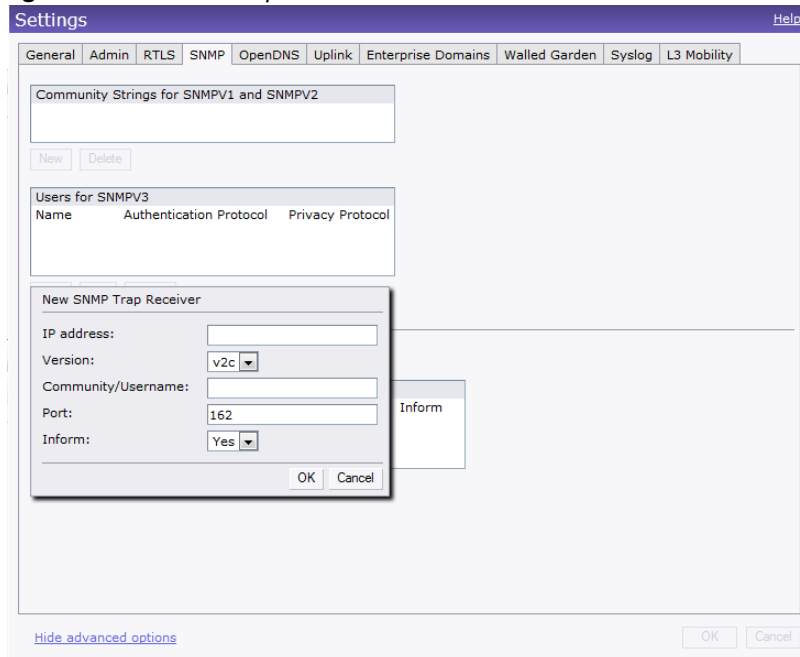 Settings
Help
General Admin RTLS SNMP OpenDNS Uplink Enterprise Domains Walled Garden Syslog L3 Mobility
Community Strings for SNMPV1 and SNMPV2
New Delete
Users for SNMPV3
Name Authentication Protocol Privacy Protocol
New SNMP Trap Receiver
IP address:
Version: v2c
Community/Username:
Port: 162
Inform: Yes
OK Cancel
Inform
Hide advanced options
OK Cancel